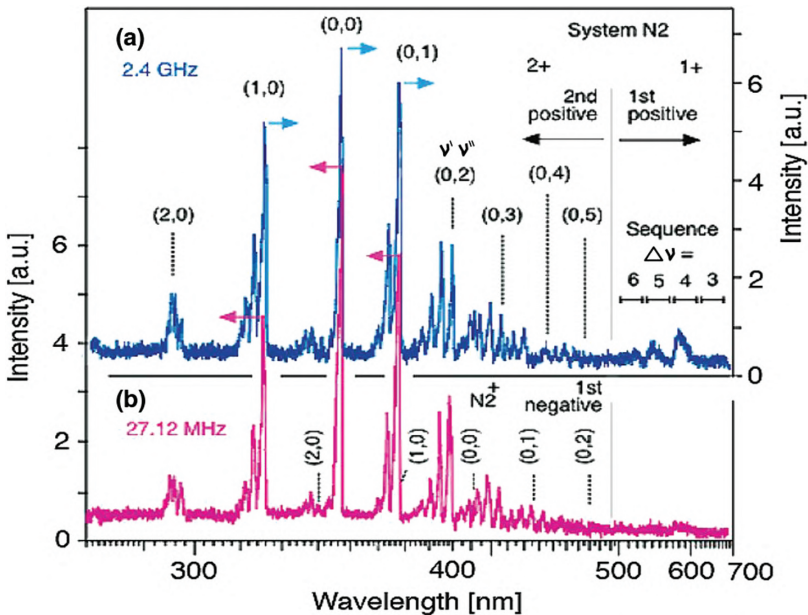 (a)
2.4 GHz
(0,0)
(0,1)
(1,0)
(2,0)
System N2
2+
1+
2nd
positive
1st
positive
ν' ν"
(0,2)
(0,3)
(0,4)
(0,5)
Sequence
Δν =
6 5 4 3
Intensity [a.u.]
6
4
2
0
Intensity [a.u.]
6
4
2
0
(b)
27.12 MHz
N2+
1st
negative
(2,0)
(1,0)
(0,0)
(0,1)
(0,2)
300 400 500 600 700
Wavelength [nm]